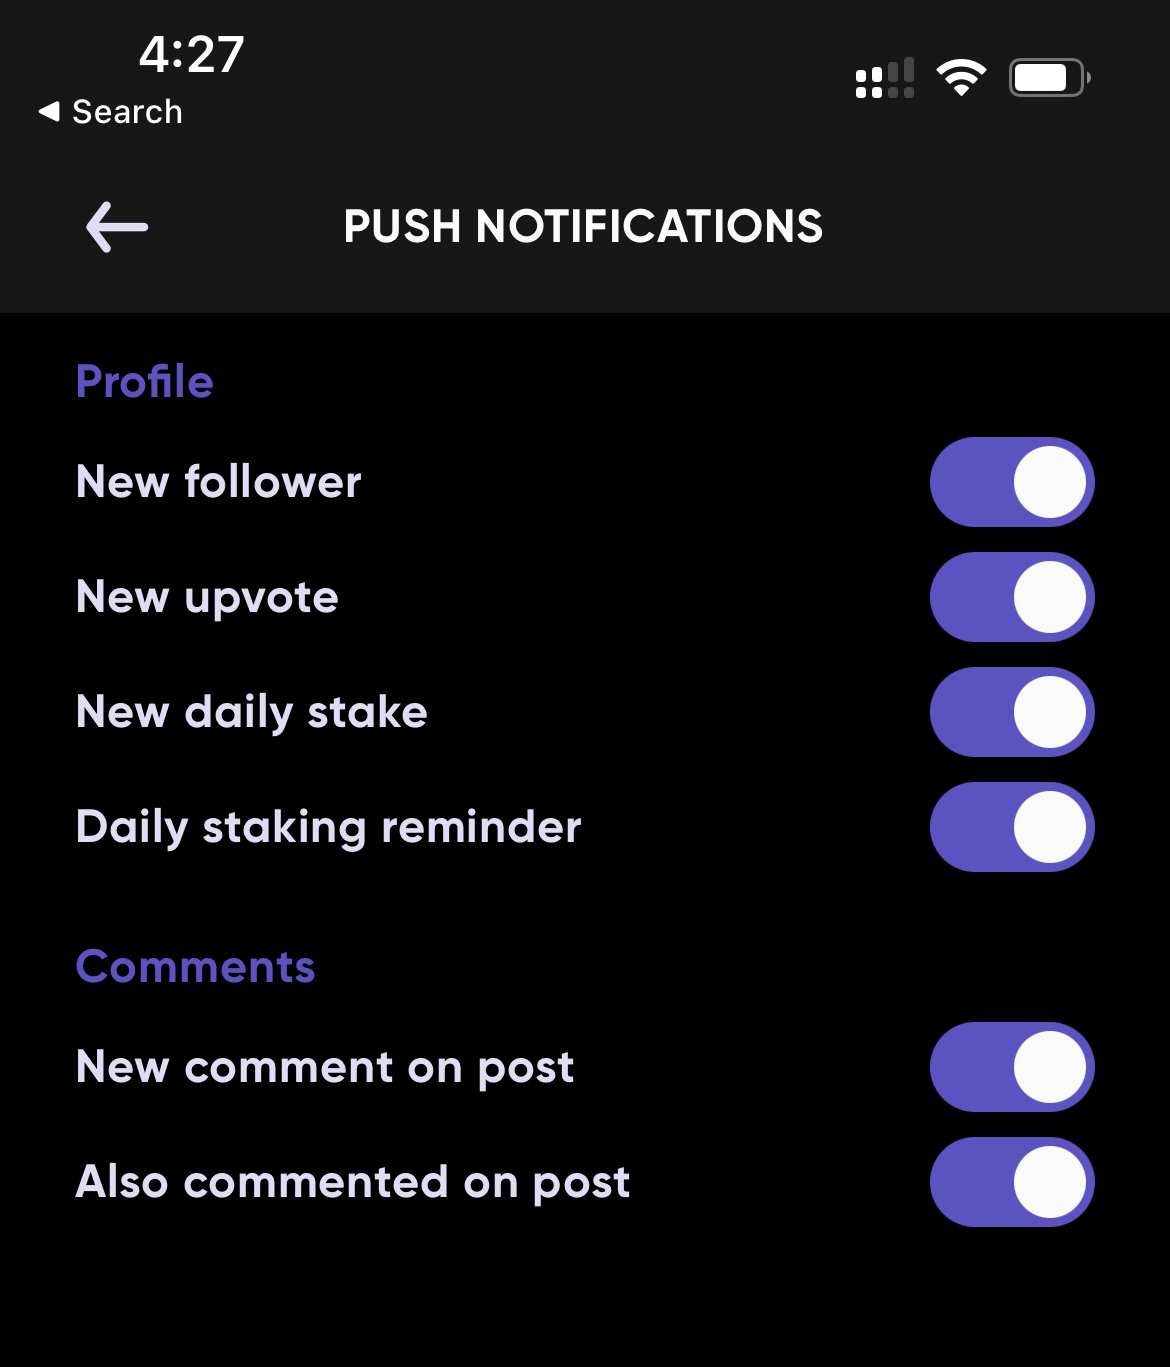 4:27
Search
PUSH NOTIFICATIONS
Profile
New follower
New upvote
New daily stake
Daily staking reminder
Comments
New comment on post
Also commented on post